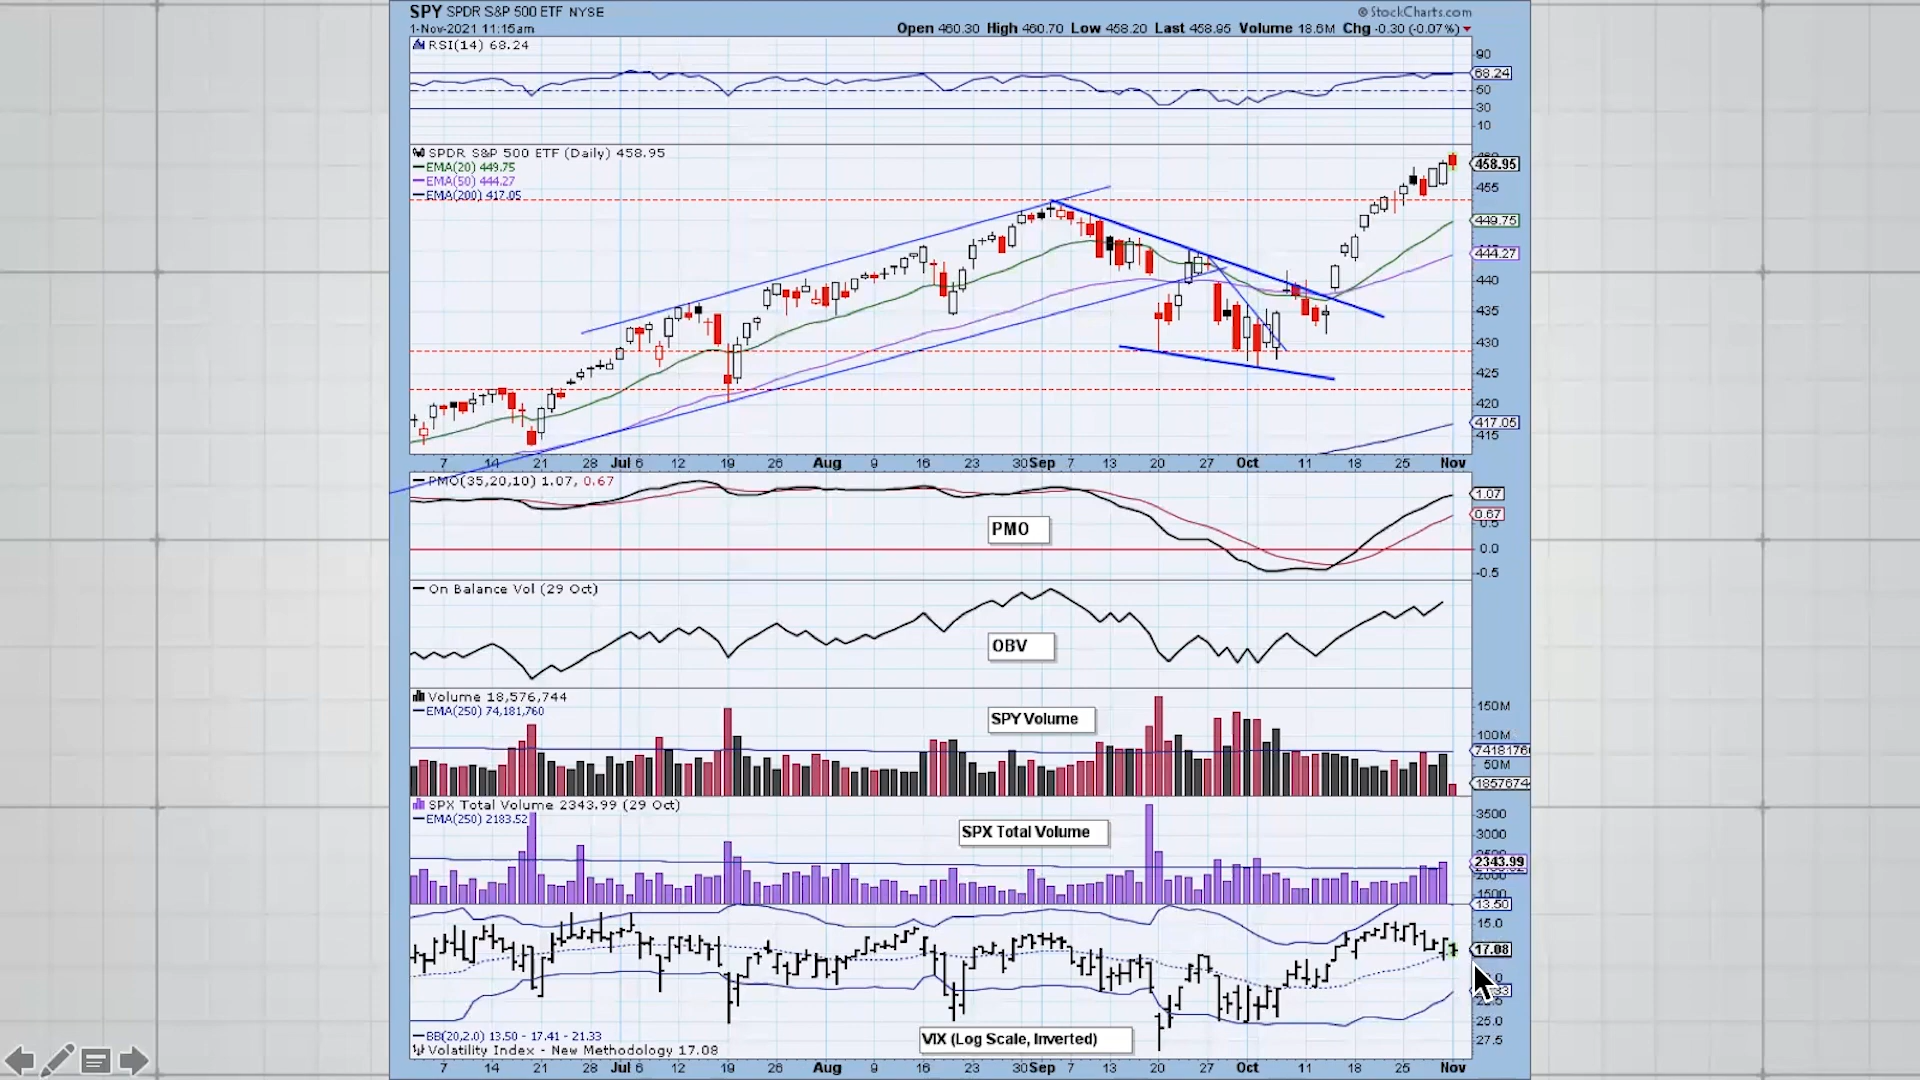 SPY SPDR S&P 500 ETF NYSE
© StockCharts.com
1-Nov-2021 11:15am
Open 460.30 High 460.70 Low 458.20 Last 458.95 Volume 18.6M Chg -0.30 (-0.07%)
RSI(14) 68.24
90
68.24
50
30
10
SPDR S&P 500 ETF (Daily) 458.95
EMA(20) 449.75
EMA(50) 444.27
EMA(200) 417.05
458.95
455
449.75
444.27
440
435
430
425
420
417.05
415
7 14 21 28 Jul 6 12 19 26 Aug 9 16 23 30 Sep 7 13 20 27 Oct 11 18 25 Nov
PMO(35,20,10) 1.07, 0.67
1.07
0.67
0.5
0.0
-0.5
PMO
On Balance Vol (29 Oct)
OBV
Volume 18,576,744
EMA(250) 74,181,760
SPY Volume
150M
100M
7418176
50M
1857674
SPX Total Volume 2343.99 (29 Oct)
EMA(250) 2183.52
SPX Total Volume
3500
3000
2343.99
2000
1500
13.50
15.0
17.08
25.0
27.5
BB(20,2.0) 13.50 - 17.41 - 21.33
Volatility Index - New Methodology 17.08
VIX (Log Scale, Inverted)
7 14 21 28 Jul 6 12 19 26 Aug 9 16 23 30 Sep 7 13 20 27 Oct 11 18 25 Nov